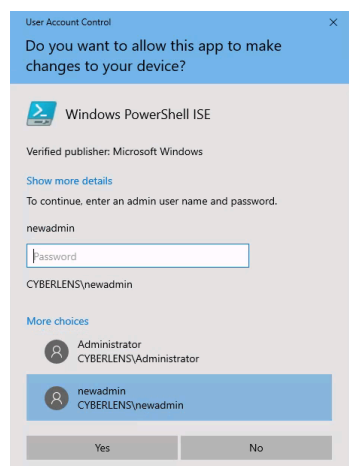 User Account Control
Do you want to allow this app to make
changes to your device?
Windows PowerShell ISE
Verified publisher: Microsoft Windows
Show more details
To continue, enter an admin user name and password.
newadmin
Password
CYBERLENS\newadmin
More choices
Administrator
CYBERLENS\Administrator
newadmin
CYBERLENS\newadmin
Yes
No